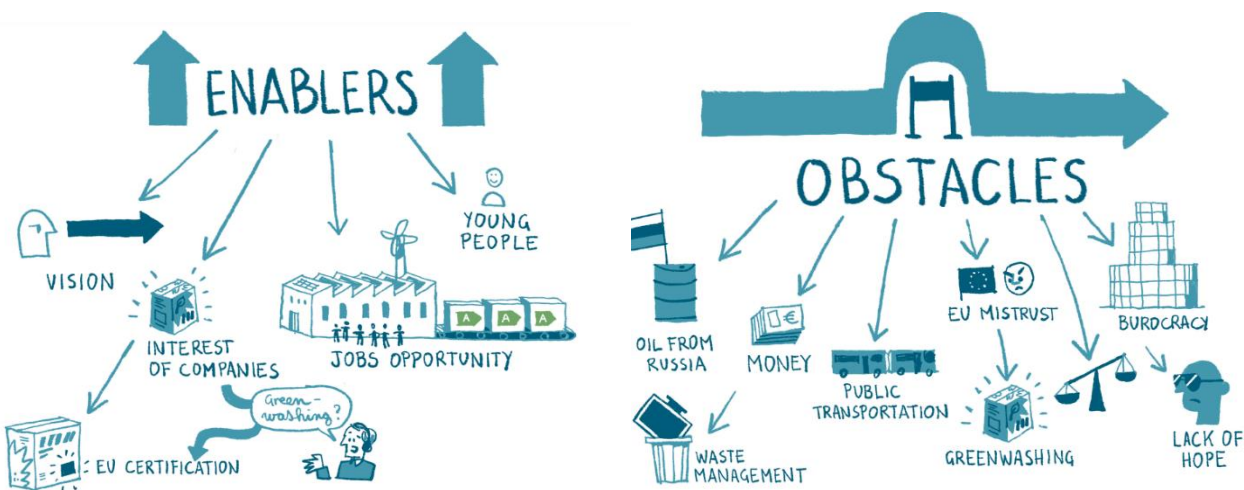 ENABLERS
VISION
INTEREST
OF COMPANIES
EU CERTIFICATION
Green-
washing?
JOBS OPPORTUNITY
A A A
YOUNG
PEOPLE
OBSTACLES
OIL FROM
RUSSIA
€
MONEY
WASTE
MANAGEMENT
PUBLIC
TRANSPORTATION
EU MISTRUST
GREENWASHING
BUROCRACY
LACK OF
HOPE